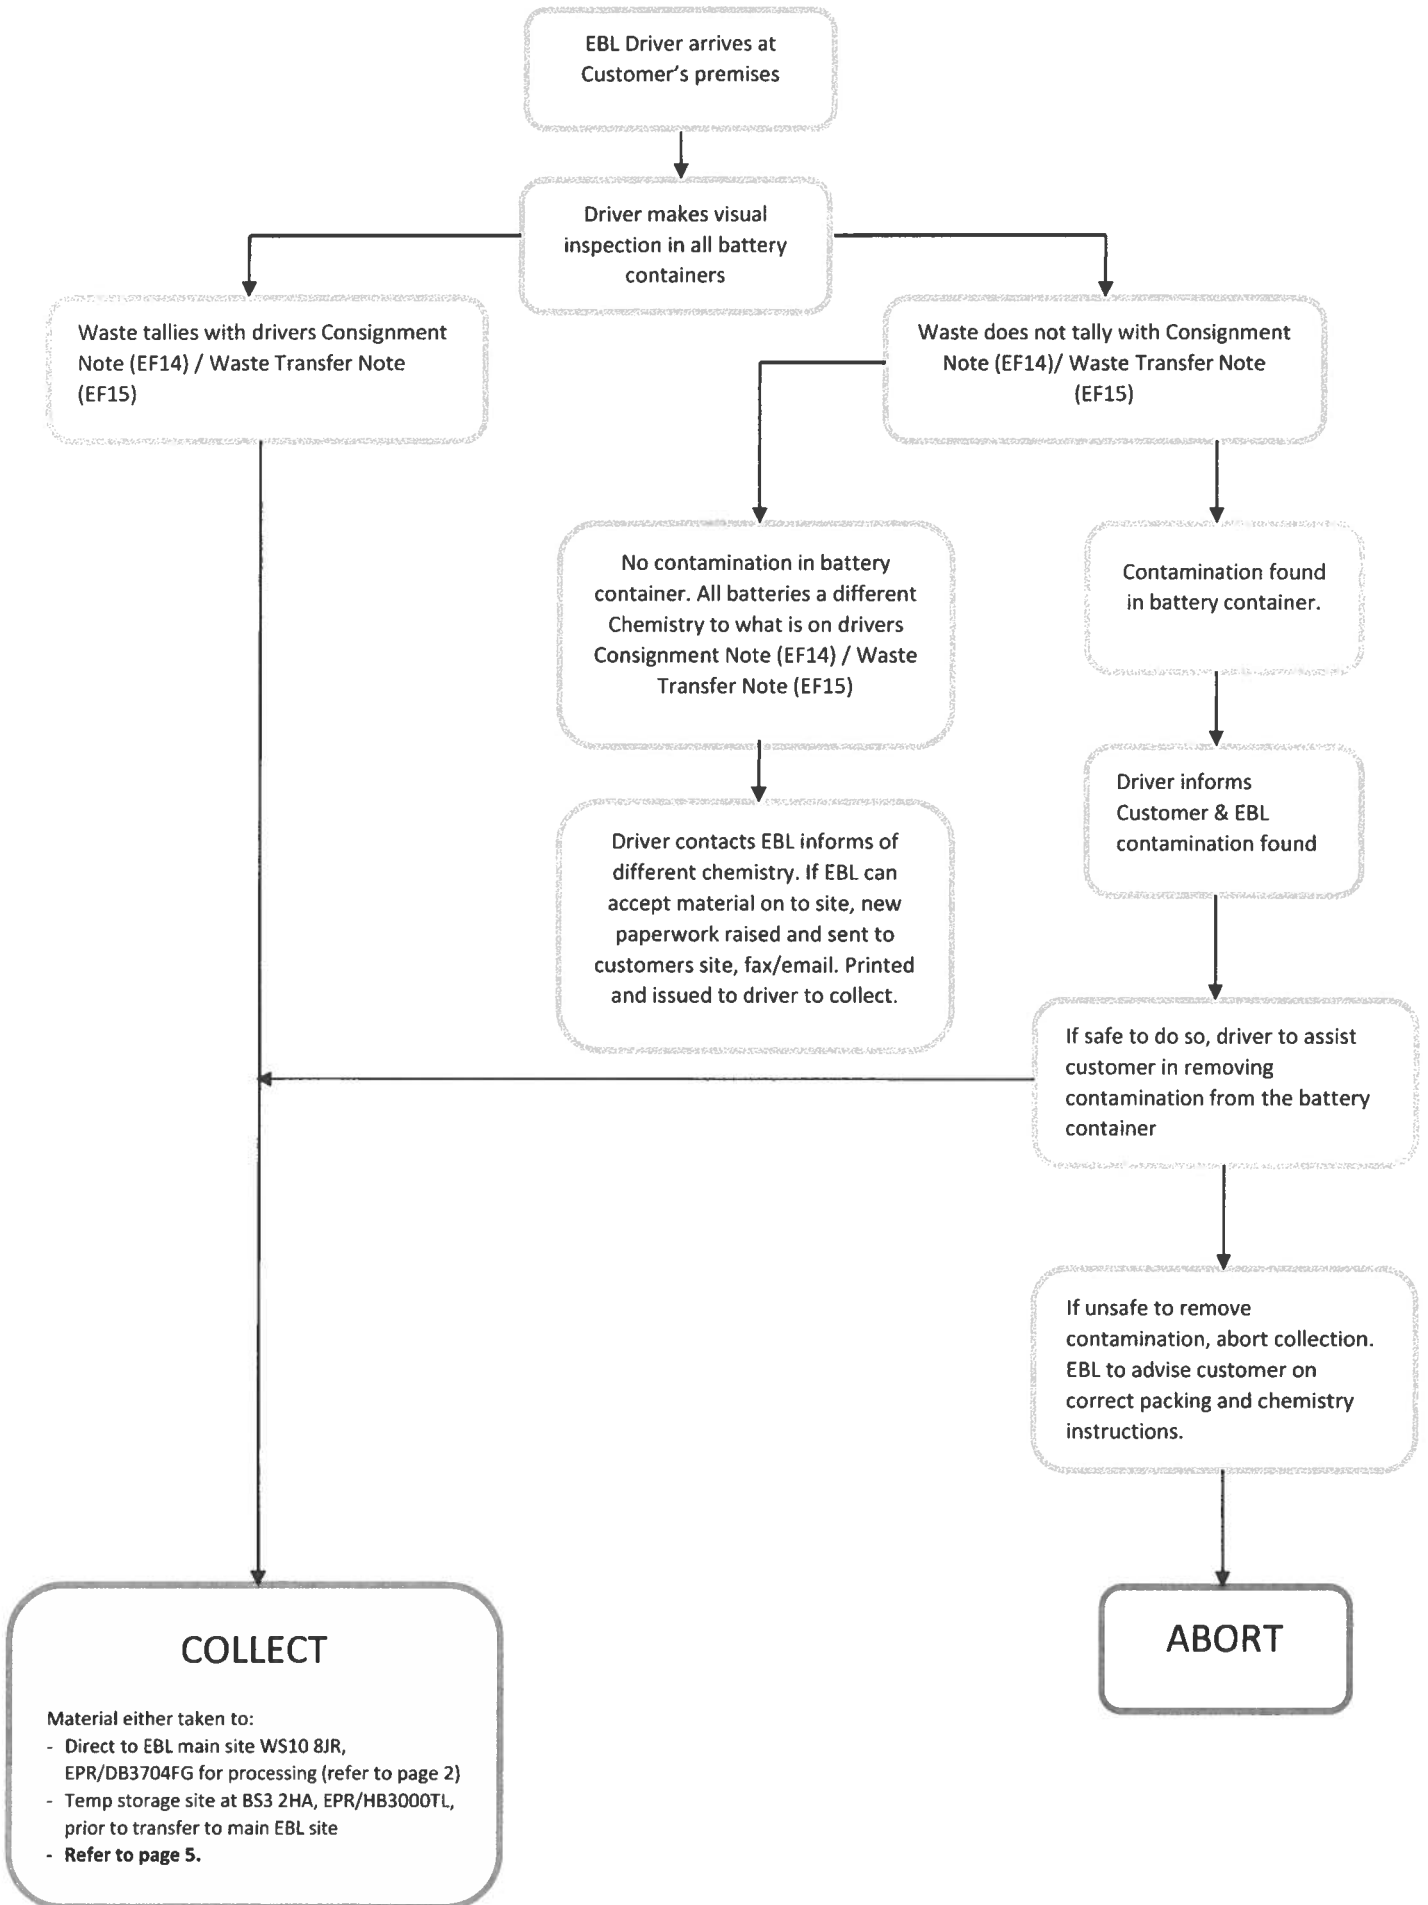 EBL Driver arrives at
Customer's premises
Driver makes visual
inspection in all battery
containers
Waste tallies with drivers Consignment
Note (EF14) / Waste Transfer Note
(EF15)
Waste does not tally with Consignment
Note (EF14)/ Waste Transfer Note
(EF15)
No contamination in battery
container. All batteries a different
Chemistry to what is on drivers
Consignment Note (EF14) / Waste
Transfer Note (EF15)
Contamination found
in battery container.
Driver informs
Customer & EBL
contamination found
Driver contacts EBL informs of
different chemistry. If EBL can
accept material on to site, new
paperwork raised and sent to
customers site, fax/email. Printed
and issued to driver to collect.
If safe to do so, driver to assist
customer in removing
contamination from the battery
container
If unsafe to remove
contamination, abort collection.
EBL to advise customer on
correct packing and chemistry
instructions.
COLLECT
Material either taken to:
- Direct to EBL main site WS10 8JR,
EPR/DB3704FG for processing (refer to page 2)
- Temp storage site at BS3 2HA, EPR/HB3000TL,
prior to transfer to main EBL site
- Refer to page 5.
ABORT